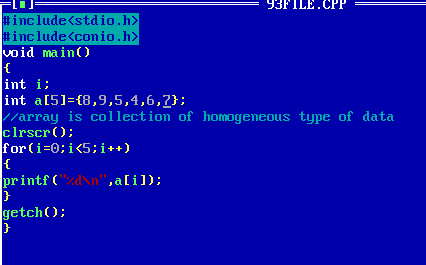 93FILE.CPP
#include<stdio.h>
#include<conio.h>
void main()
{
int i;
int a[5]={8,9,5,4,6,7};
//array is collection of homogeneous type of data
clrscr();
for(i=0;i<5;i++)
{
printf("%d\n",a[i]);
}
getch();
}